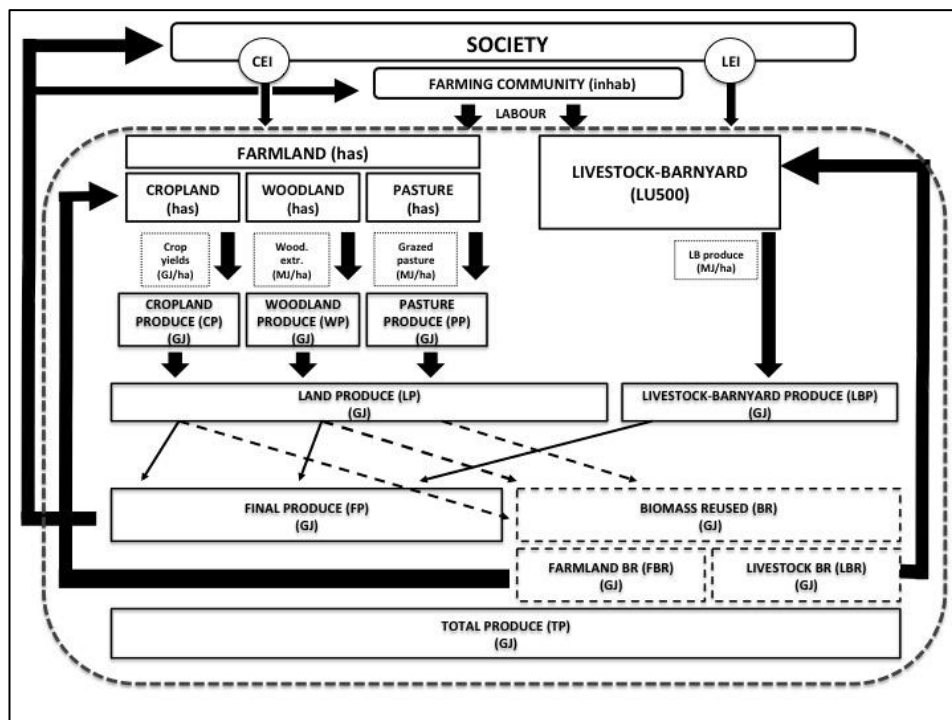 SOCIETY
CEI
LEI
FARMING COMMUNITY (inhab)
LABOUR
FARMLAND (has)
CROPLAND
(has)
WOODLAND
(has)
PASTURE
(has)
LIVESTOCK-BARNYARD
(LU500)
Crop
yields
(GJ/ha)
Wood.
extr.
(MJ/ha)
Grazed
pasture
(MJ/ha)
LB produce
(MJ/ha)
CROPLAND
PRODUCE (CP)
(GJ)
WOODLAND
PRODUCE (WP)
(GJ)
PASTURE
PRODUCE (PP)
(GJ)
LAND PRODUCE (LP)
(GJ)
LIVESTOCK-BARNYARD PRODUCE (LBP)
(GJ)
FINAL PRODUCE (FP)
(GJ)
BIOMASS REUSED (BR)
(GJ)
FARMLAND BR (FBR)
(GJ)
LIVESTOCK BR (LBR)
(GJ)
TOTAL PRODUCE (TP)
(GJ)